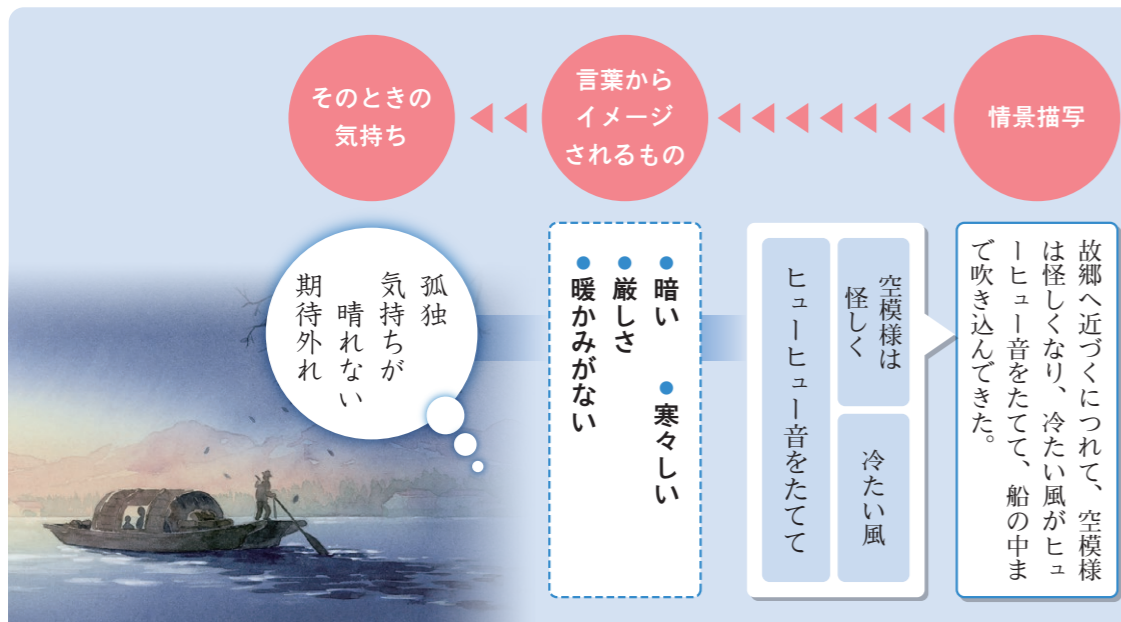 情景描写
言葉から
イメージ
されるもの
そのときの
気持ち
故郷へ近づくにつれて、空模様
は怪しくなり、冷たい風がヒュ
ーヒュー音をたてて、船の中ま
で吹き込んできた。
空模様は
怪しく
冷たい風
ヒューヒュー音をたてて
●暗い ●寒々しい
●厳しさ
●暖かみがない
孤独
気持ちが
晴れない
期待外れ